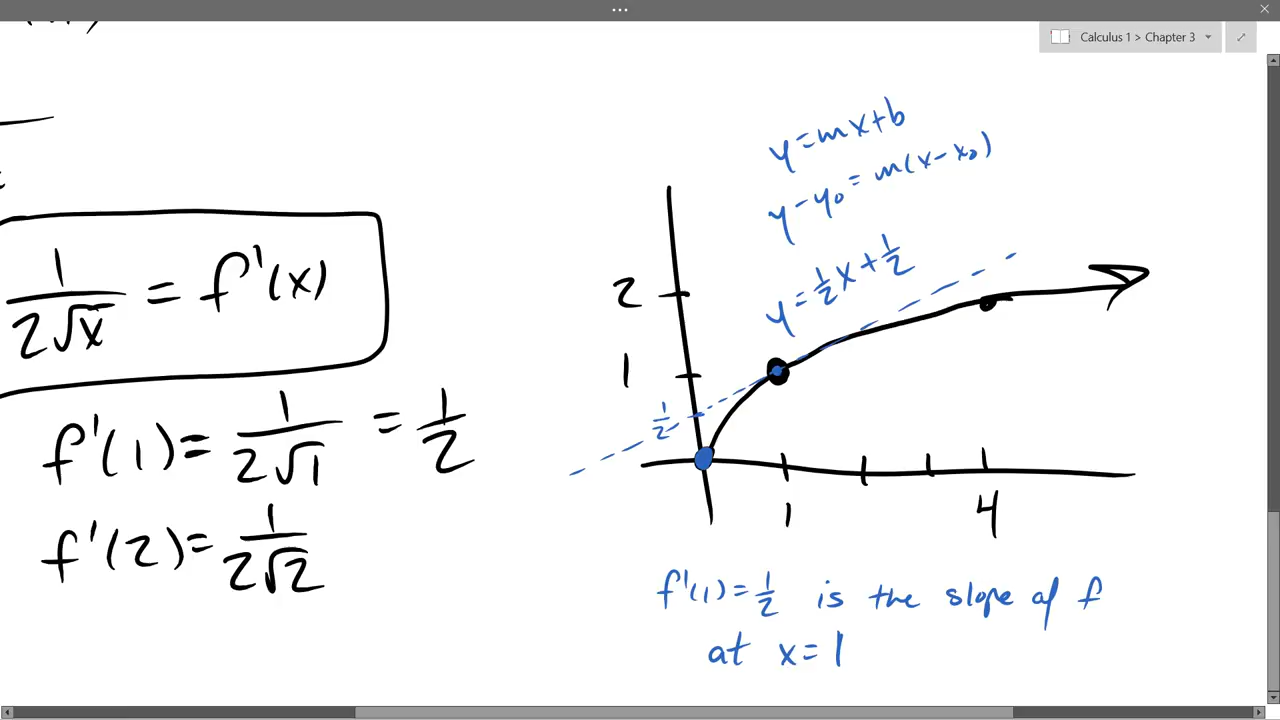 Calculus 1 > Chapter 3
y=mx+b
y-y₀=m(x-x₀)
y=½x+½
1/(2√x) = f'(x)
f'(1)= 1/(2√1) = 1/2
f'(2)= 1/(2√2)
2
1
1/2
1
4
f'(1)=½ is the slope of f
at x=1